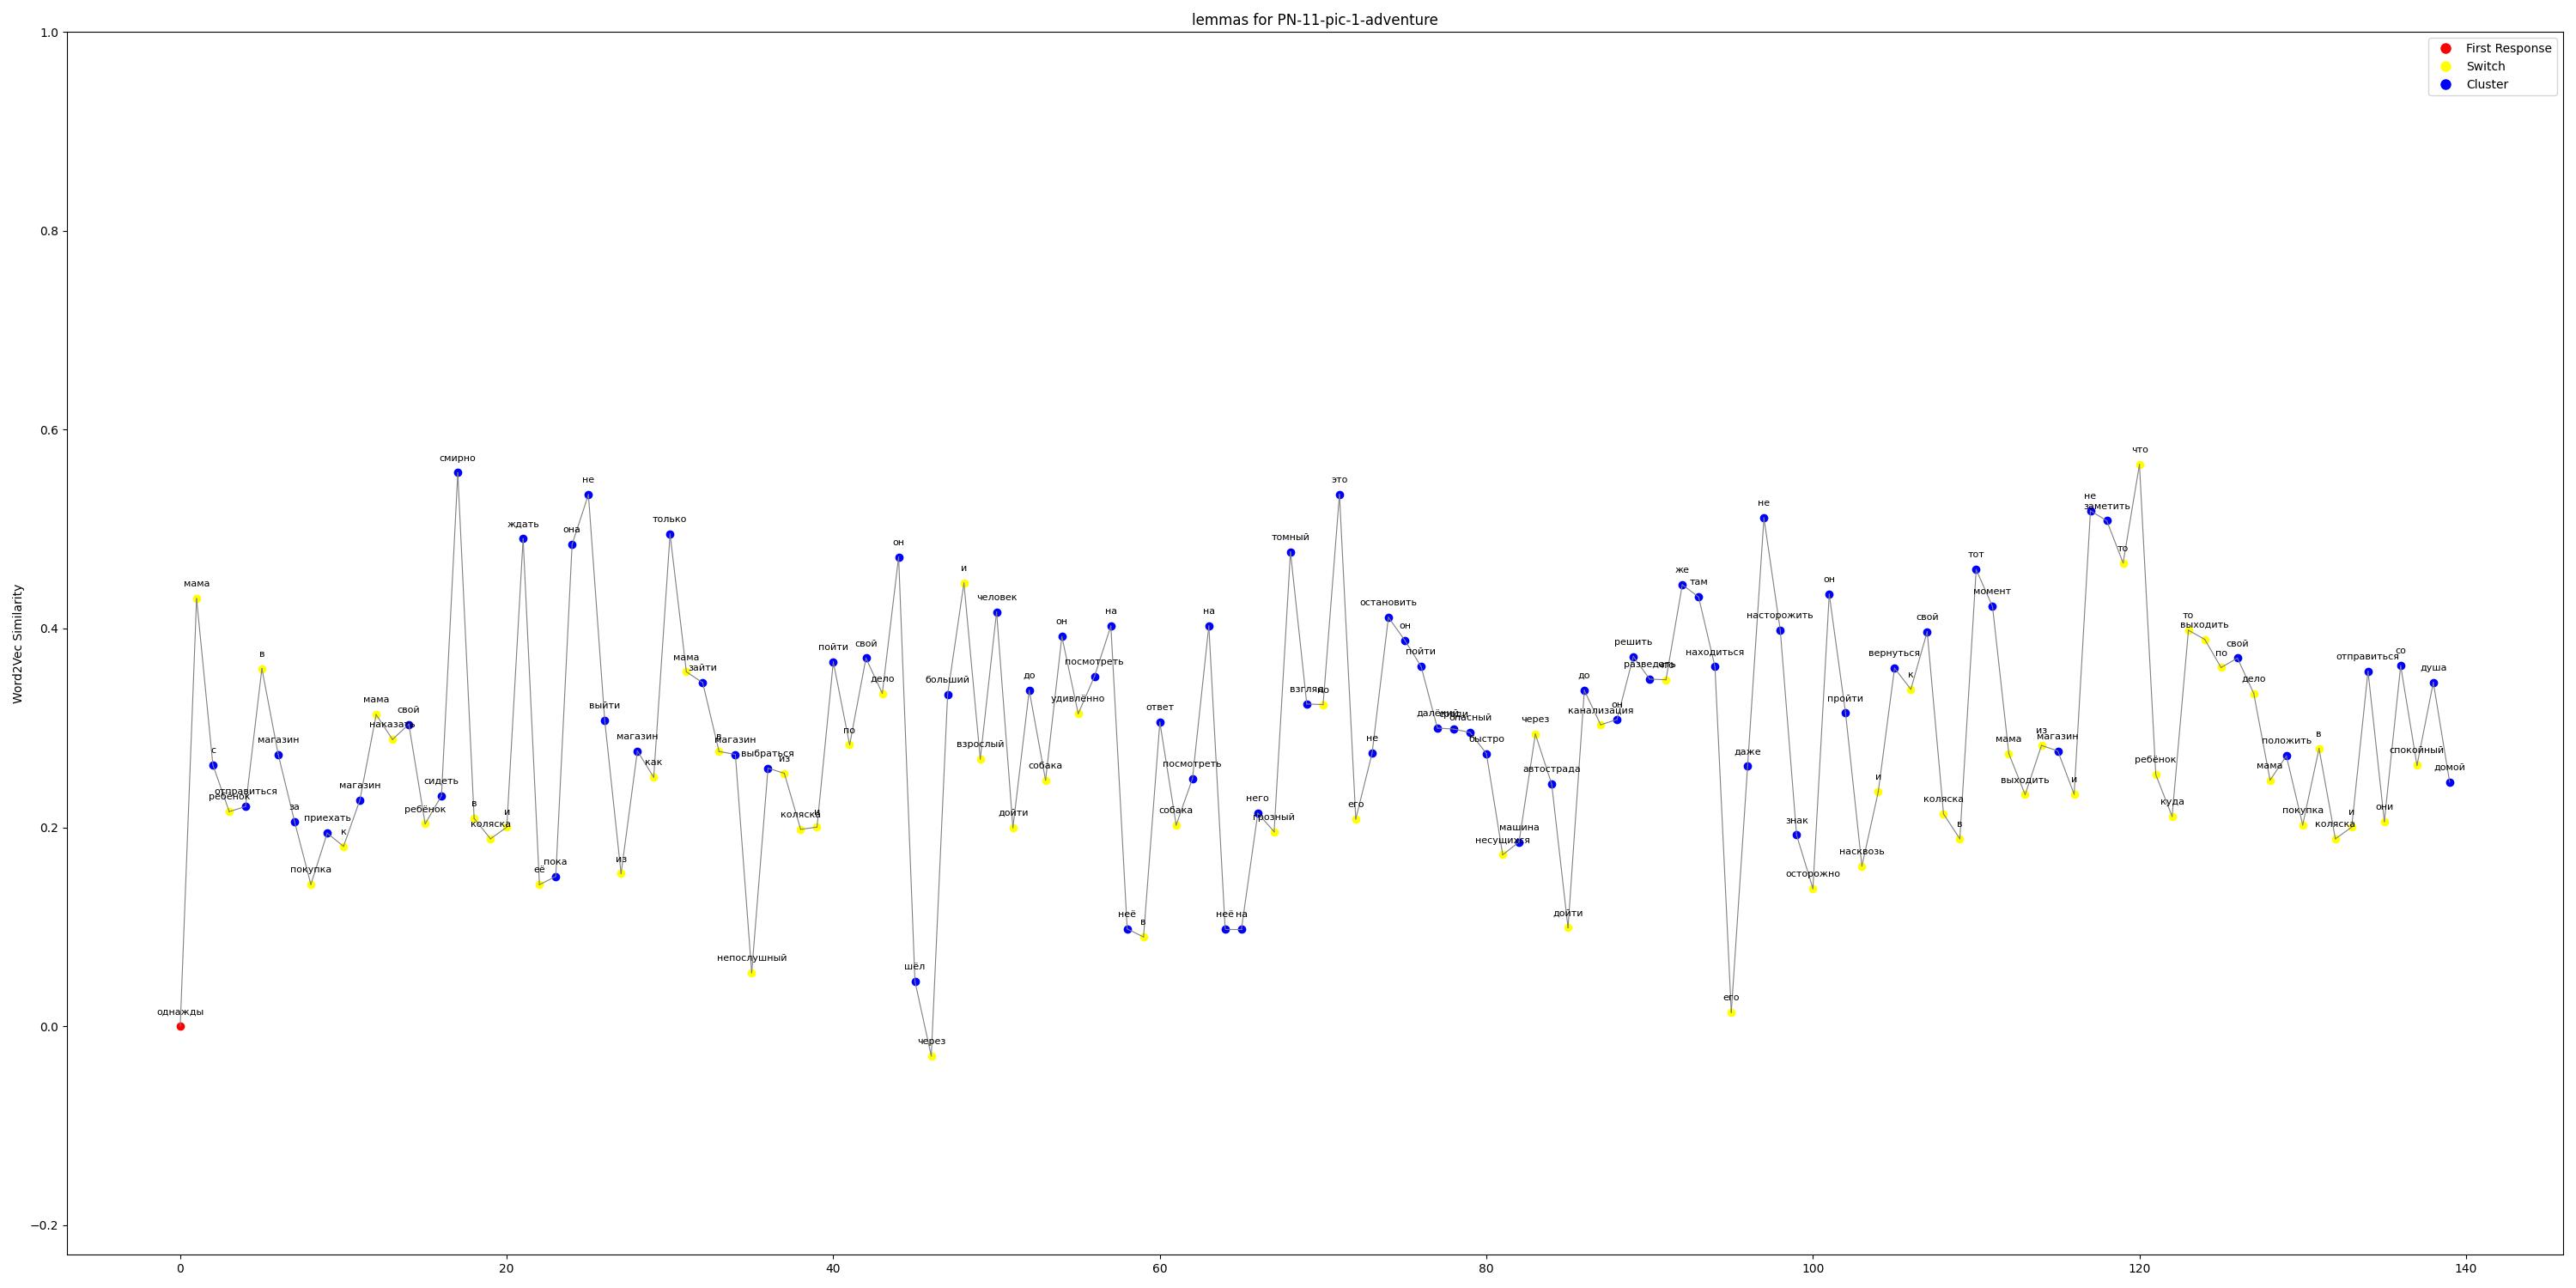 lemmas for PN-11-pic-1-adventure
1.0
0.8
0.6
0.4
0.2
0.0
−0.2
Word2Vec Similarity
First Response
Switch
Cluster
однажды
мама
с
ребёнок
отправиться
в
магазин
за
покупка
приехать
к
магазин
мама
наказать
свой
ребёнок
сидеть
смирно
в
коляска
и
ждать
её
пока
она
не
выйти
из
магазин
как
только
мама
зайти
в
магазин
непослушный
выбраться
из
коляска
и
пойти
по
свой
дело
он
шёл
через
больший
и
взрослый
человек
дойти
до
собака
он
удивлённо
посмотреть
на
неё
в
ответ
собака
посмотреть
на
неё
на
него
грозный
томный
взгляд
но
это
его
не
остановить
он
пойти
далёкий
опасный
быстро
несущихся
машина
через
автострада
дойти
до
канализация
он
решить
разведать
что
же
там
находиться
его
даже
не
насторожить
знак
осторожно
он
пройти
насквозь
и
вернуться
к
свой
коляска
в
тот
момент
мама
выходить
из
магазин
и
не
заметить
то
что
ребёнок
куда
то
выходить
по
свой
дело
мама
положить
покупка
в
коляска
и
отправиться
они
со
спокойный
душа
домой
0
20
40
60
80
100
120
140